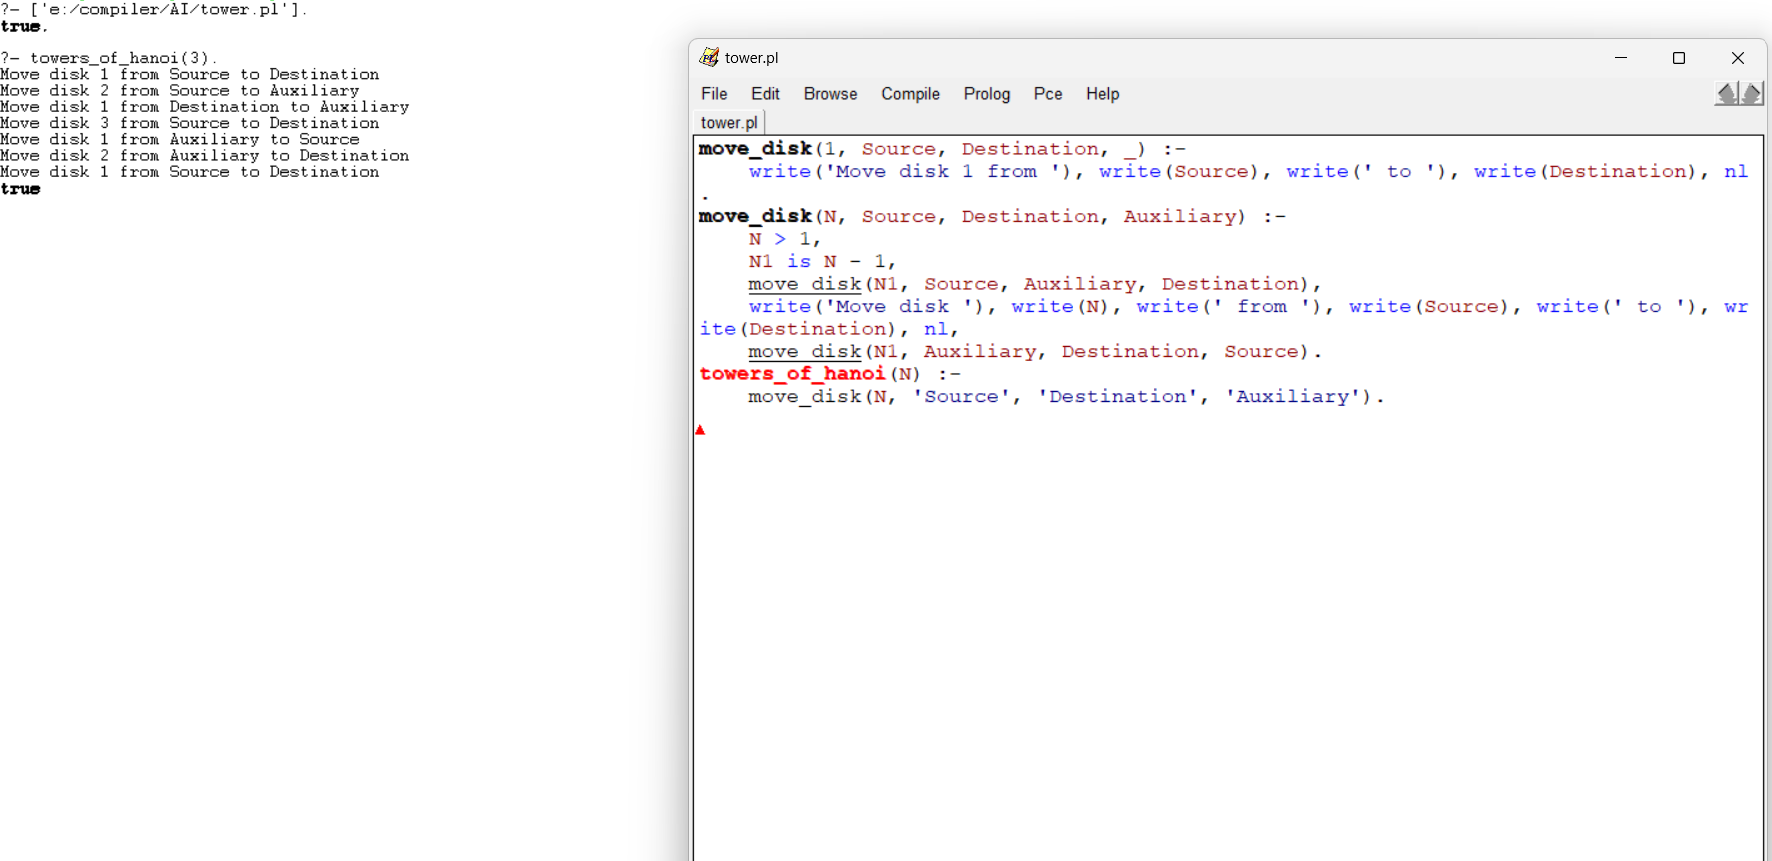 ?- ['e:/compiler/AI/tower.pl'].
true.
?- towers_of_hanoi(3).
Move disk 1 from Source to Destination
Move disk 2 from Source to Auxiliary
Move disk 1 from Destination to Auxiliary
Move disk 3 from Source to Destination
Move disk 1 from Auxiliary to Source
Move disk 2 from Auxiliary to Destination
Move disk 1 from Source to Destination
true
tower.pl
File Edit Browse Compile Prolog Pce Help
tower.pl
move_disk(1, Source, Destination, _) :-
    write('Move disk 1 from '), write(Source), write(' to '), write(Destination), nl
.
move_disk(N, Source, Destination, Auxiliary) :-
    N > 1,
    N1 is N - 1,
    move_disk(N1, Source, Auxiliary, Destination),
    write('Move disk '), write(N), write(' from '), write(Source), write(' to '), wr
ite(Destination), nl,
    move_disk(N1, Auxiliary, Destination, Source).
towers_of_hanoi(N) :-
    move_disk(N, 'Source', 'Destination', 'Auxiliary').